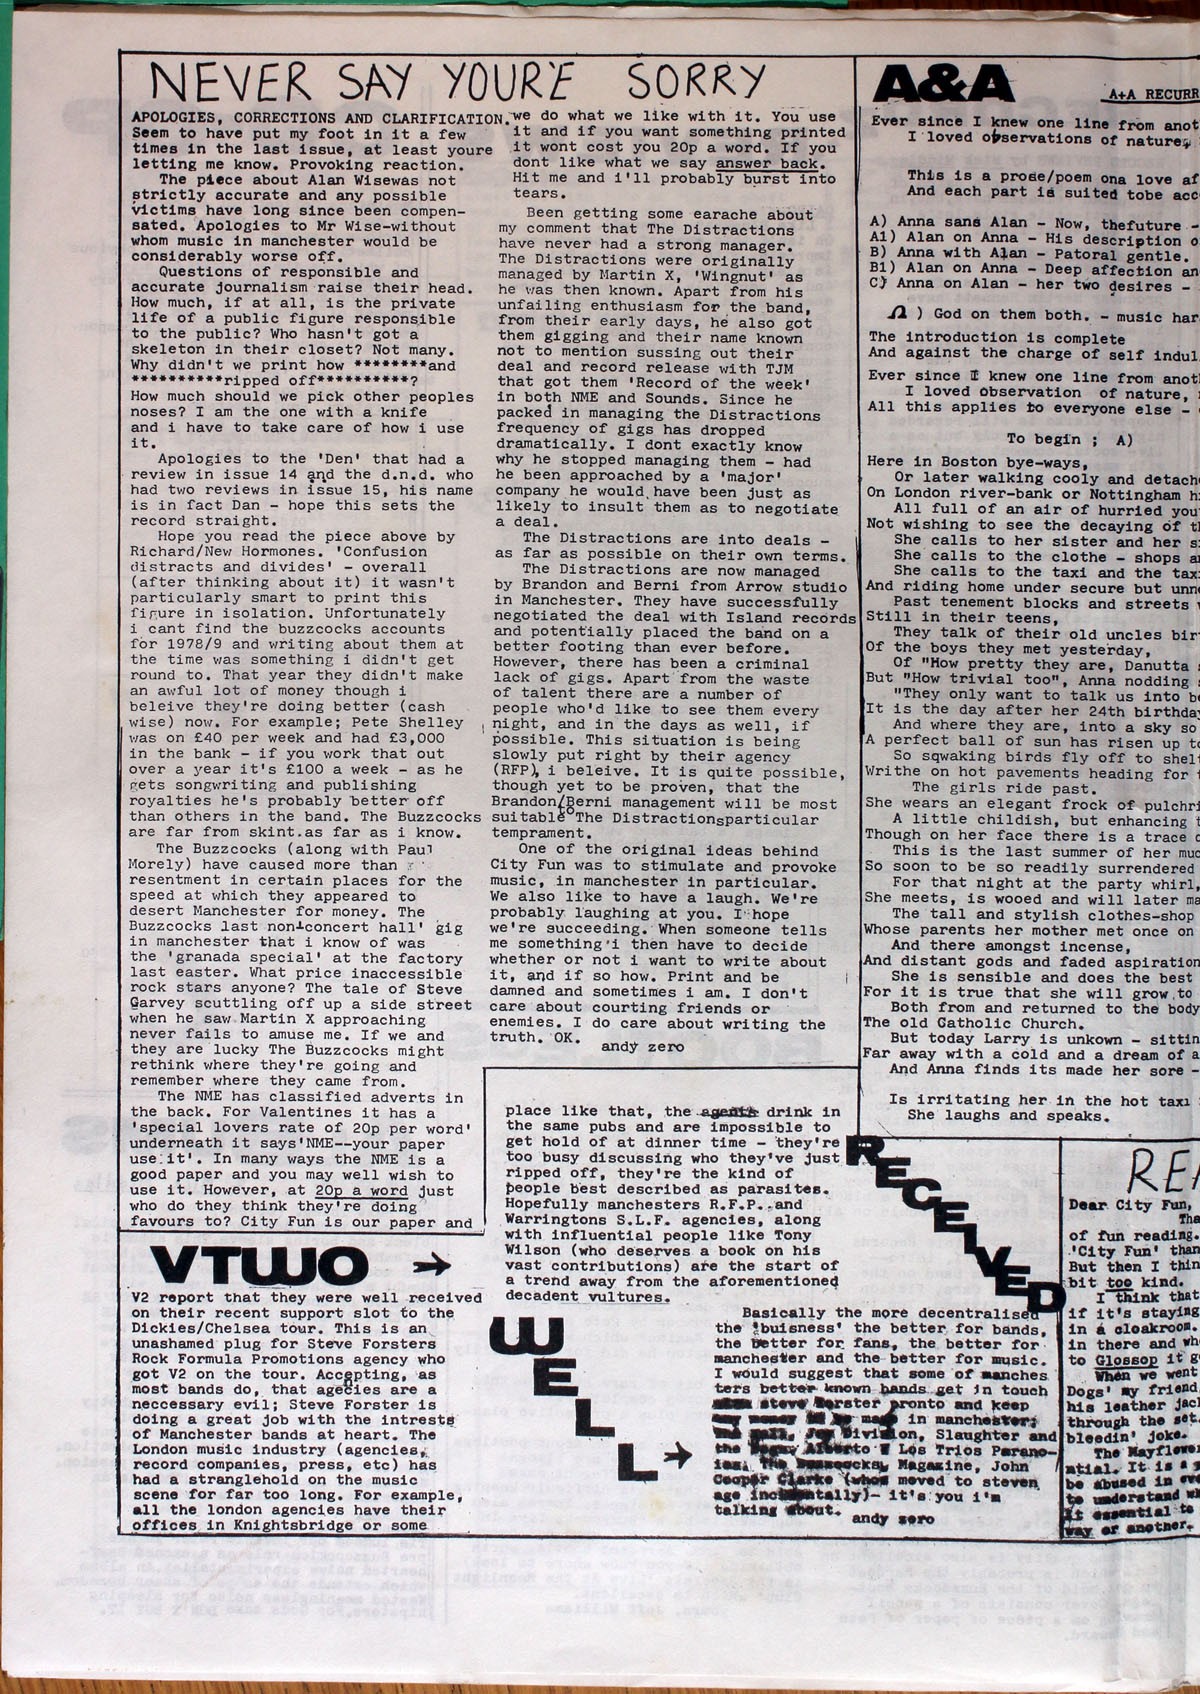 NEVER SAY YOUR'E SORRY
APOLOGIES, CORRECTIONS AND CLARIFICATION.
Seem to have put my foot in it a few
times in the last issue, at least youre
letting me know. Provoking reaction.
The piece about Alan Wisewas not
strictly accurate and any possible
victims have long since been compen-
sated. Apologies to Mr Wise-without
whom music in manchester would be
considerably worse off.
Questions of responsible and
accurate journalism raise their head.
How much, if at all, is the private
life of a public figure responsible
to the public? Who hasn't got a
skeleton in their closet? Not many.
Why didn't we print how ********and
**********ripped off**********?
How much should we pick other peoples
noses? I am the one with a knife
and i have to take care of how i use
it.
Apologies to the 'Den' that had a
review in issue 14 and the d.n.d. who
had two reviews in issue 15, his name
is in fact Dan - hope this sets the
record straight.
Hope you read the piece above by
Richard/New Hormones. 'Confusion
distracts and divides' - overall
(after thinking about it) it wasn't
particularly smart to print this
figure in isolation. Unfortunately
i cant find the buzzcocks accounts
for 1978/9 and writing about them at
the time was something i didn't get
round to. That year they didn't make
an awful lot of money though i
beleive they're doing better (cash
wise) now. For example; Pete Shelley
was on £40 per week and had £3,000
in the bank - if you work that out
over a year it's £100 a week - as he
gets songwriting and publishing
royalties he's probably better off
than others in the band. The Buzzcocks
are far from skint.as far as i know.
The Buzzcocks (along with Paul
Morely) have caused more than
resentment in certain places for the
speed at which they appeared to
desert Manchester for money. The
Buzzcocks last non-concert hall' gig
in manchester that i know of was
the 'granada special' at the factory
last easter. What price inaccessible
rock stars anyone? The tale of Steve
Garvey scuttling off up a side street
when he saw Martin X approaching
never fails to amuse me. If we and
they are lucky The Buzzcocks might
rethink where they're going and
remember where they came from.
The NME has classified adverts in
the back. For Valentines it has a
'special lovers rate of 20p per word'
underneath it says'NME--your paper
use it'. In many ways the NME is a
good paper and you may well wish to
use it. However, at 20p a word just
who do they think they're doing
favours to? City Fun is our paper and
we do what we like with it. You use
it and if you want something printed
it wont cost you 20p a word. If you
dont like what we say answer back.
Hit me and i'll probably burst into
tears.
Been getting some earache about
my comment that The Distractions
have never had a strong manager.
The Distractions were originally
managed by Martin X, 'Wingnut' as
he was then known. Apart from his
unfailing enthusiasm for the band,
from their early days, he also got
them gigging and their name known
not to mention sussing out their
deal and record release with TJM
that got them 'Record of the week'
in both NME and Sounds. Since he
packed in managing the Distractions
frequency of gigs has dropped
dramatically. I dont exactly know
why he stopped managing them - had
he been approached by a 'major'
company he would have been just as
likely to insult them as to negotiate
a deal.
The Distractions are into deals -
as far as possible on their own terms.
The Distractions are now managed
by Brandon and Berni from Arrow studio
in Manchester. They have successfully
negotiated the deal with Island records
and potentially placed the band on a
better footing than ever before.
However, there has been a criminal
lack of gigs. Apart from the waste
of talent there are a number of
people who'd like to see them every
night, and in the days as well, if
possible. This situation is being
slowly put right by their agency
(RFP), i beleive. It is quite possible,
though yet to be proven, that the
Brandon/Berni management will be most
suitable to The Distractionsparticular
temprament.
One of the original ideas behind
City Fun was to stimulate and provoke
music, in manchester in particular.
We also like to have a laugh. We're
probably laughing at you. I hope
we're succeeding. When someone tells
me something i then have to decide
whether or not i want to write about
it, and if so how. Print and be
damned and sometimes i am. I don't
care about courting friends or
enemies. I do care about writing the
truth. OK.
andy zero
VTWO →
V2 report that they were well received
on their recent support slot to the
Dickies/Chelsea tour. This is an
unashamed plug for Steve Forsters
Rock Formula Promotions agency who
got V2 on the tour. Accepting, as
most bands do, that agencies are a
neccessary evil; Steve Forster is
doing a great job with the intrests
of Manchester bands at heart. The
London music industry (agencies,
record companies, press, etc) has
had a stranglehold on the music
scene for far too long. For example,
all the london agencies have their
offices in Knightsbridge or some
place like that, the agents drink in
the same pubs and are impossible to
get hold of at dinner time - they're
too busy discussing who they've just
ripped off, they're the kind of
people best described as parasites.
Hopefully manchesters R.F.P. and
Warringtons S.L.F. agencies, along
with influential people like Tony
Wilson (who deserves a book on his
vast contributions) are the start of
a trend away from the aforementioned
decadent vultures.
WELL →
RECEIVED
Basically the more decentralised
the 'buisness' the better for bands,
the better for fans, the better for
manchester and the better for music.
I would suggest that some of manches
ters better known bands get in touch
steve Forster pronto and keep
in manchester;
Joy Division, Slaughter and
the Alberto Y Los Trios Parano-
ias, Magazine, John
Cooper Clarke (whos moved to steven
age incidentally)- it's you i'm
talking about.
andy zero
A&A
A+A RECURR
Ever since I knew one line from anot
I loved observations of nature,
This is a prose/poem ona love af
And each part is suited tobe acc
A) Anna sans Alan - Now, thefuture -
A1) Alan on Anna - His description o
B) Anna with Alan - Patoral gentle.
B1) Alan on Anna - Deep affection an
C) Anna on Alan - her two desires -
Ω ) God on them both. - music har
The introduction is complete
And against the charge of self indul
Ever since I knew one line from anot
I loved observation of nature,
All this applies to everyone else -
To begin ; A)
Here in Boston bye-ways,
Or later walking cooly and detach
On London river-bank or Nottingham h
All full of an air of hurried you
Not wishing to see the decaying of t
She calls to her sister and her s
She calls to the clothe - shops a
She calls to the taxi and the tax
And riding home under secure but unn
Past tenement blocks and streets
Still in their teens,
They talk of their old uncles bir
Of the boys they met yesterday,
Of "How pretty they are, Danutta
But "How trivial too", Anna nodding
"They only want to talk us into b
It is the day after her 24th birthda
And where they are, into a sky so
A perfect ball of sun has risen up t
So sqwaking birds fly off to shel
Writhe on hot pavements heading for
The girls ride past.
She wears an elegant frock of pulchri
A little childish, but enhancing
Though on her face there is a trace
This is the last summer of her muc
So soon to be so readily surrendered
For that night at the party whirl,
She meets, is wooed and will later ma
The tall and stylish clothes-shop
Whose parents her mother met once on
And there amongst incense,
And distant gods and faded aspiration
She is sensible and does the best
For it is true that she will grow to
Both from and returned to the body
The old Catholic Church.
But today Larry is unkown - sittin
Far away with a cold and a dream of a
And Anna finds its made her sore -
Is irritating her in the hot taxi
She laughs and speaks.
REA
Dear City Fun,
Tha
of fun reading.
'City Fun' than
But then I thin
bit too kind.
I think that
if it's staying
in a cloakroom.
in there and wh
to Glossop it g
When we went
Dogs' my friend
his leather jac
through the set.
bleedin' joke.
The Mayflowe
atial. It is a
be abused in
to understand
it essential to
way or another.